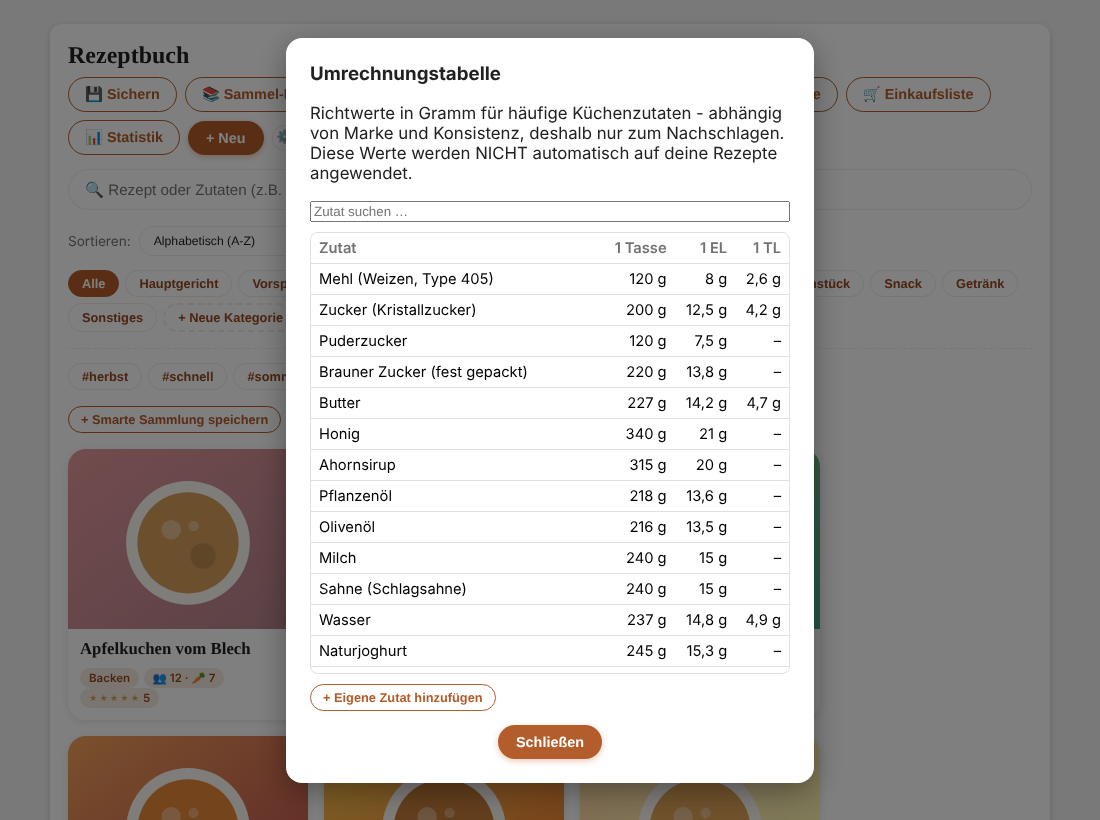 Rezeptbuch
💾 Sichern
📚 Sammel-
🛒 Einkaufsliste
📊 Statistik
+ Neu
🔍 Rezept oder Zutaten (z.B.
Sortieren:
Alphabetisch (A-Z)
Alle
Hauptgericht
Snack
Getränk
Sonstiges
+ Neue Kategorie
#herbst
#schnell
+ Smarte Sammlung speichern
Apfelkuchen vom Blech
Backen
👥 12 · 🥕 7
★★★★★ 5
Umrechnungstabelle
Richtwerte in Gramm für häufige Küchenzutaten - abhängig
von Marke und Konsistenz, deshalb nur zum Nachschlagen.
Diese Werte werden NICHT automatisch auf deine Rezepte
angewendet.
Zutat suchen …
Zutat 1 Tasse 1 EL 1 TL
Mehl (Weizen, Type 405) 120 g 8 g 2,6 g
Zucker (Kristallzucker) 200 g 12,5 g 4,2 g
Puderzucker 120 g 7,5 g –
Brauner Zucker (fest gepackt) 220 g 13,8 g –
Butter 227 g 14,2 g 4,7 g
Honig 340 g 21 g –
Ahornsirup 315 g 20 g –
Pflanzenöl 218 g 13,6 g –
Olivenöl 216 g 13,5 g –
Milch 240 g 15 g –
Sahne (Schlagsahne) 240 g 15 g –
Wasser 237 g 14,8 g 4,9 g
Naturjoghurt 245 g 15,3 g –
+ Eigene Zutat hinzufügen
Schließen